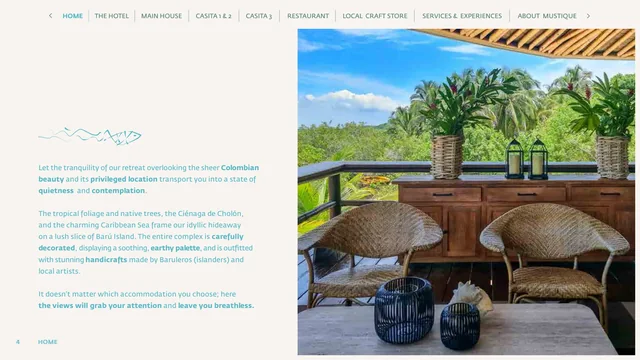 HOME
THE HOTEL
MAIN HOUSE
CASITA 1 & 2
CASITA 3
RESTAURANT
LOCAL CRAFT STORE
SERVICES & EXPERIENCES
ABOUT MUSTIQUE
Let the tranquility of our retreat overlooking the sheer Colombian
beauty and its privileged location transport you into a state of
quietness and contemplation.
The tropical foliage and native trees, the Ciénaga de Cholón,
and the charming Caribbean Sea frame our idyllic hideaway
on a lush slice of Barú Island. The entire complex is carefully
decorated, displaying a soothing, earthy palette, and is outfitted
with stunning handicrafts made by Baruleros (islanders) and
local artists.
It doesn't matter which accommodation you choose; here
the views will grab your attention and leave you breathless.
4 HOME